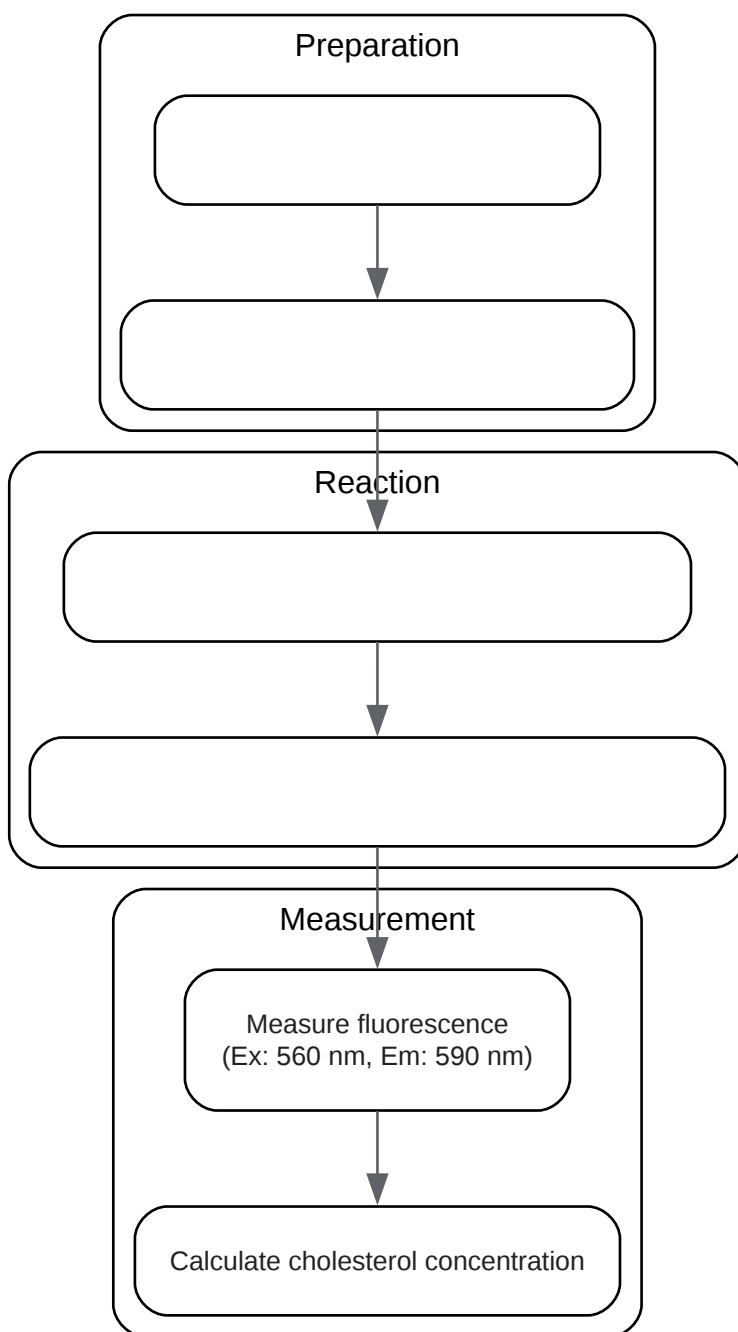 Preparation
Reaction
Measurement
Measure fluorescence
(Ex: 560 nm, Em: 590 nm)
Calculate cholesterol concentration